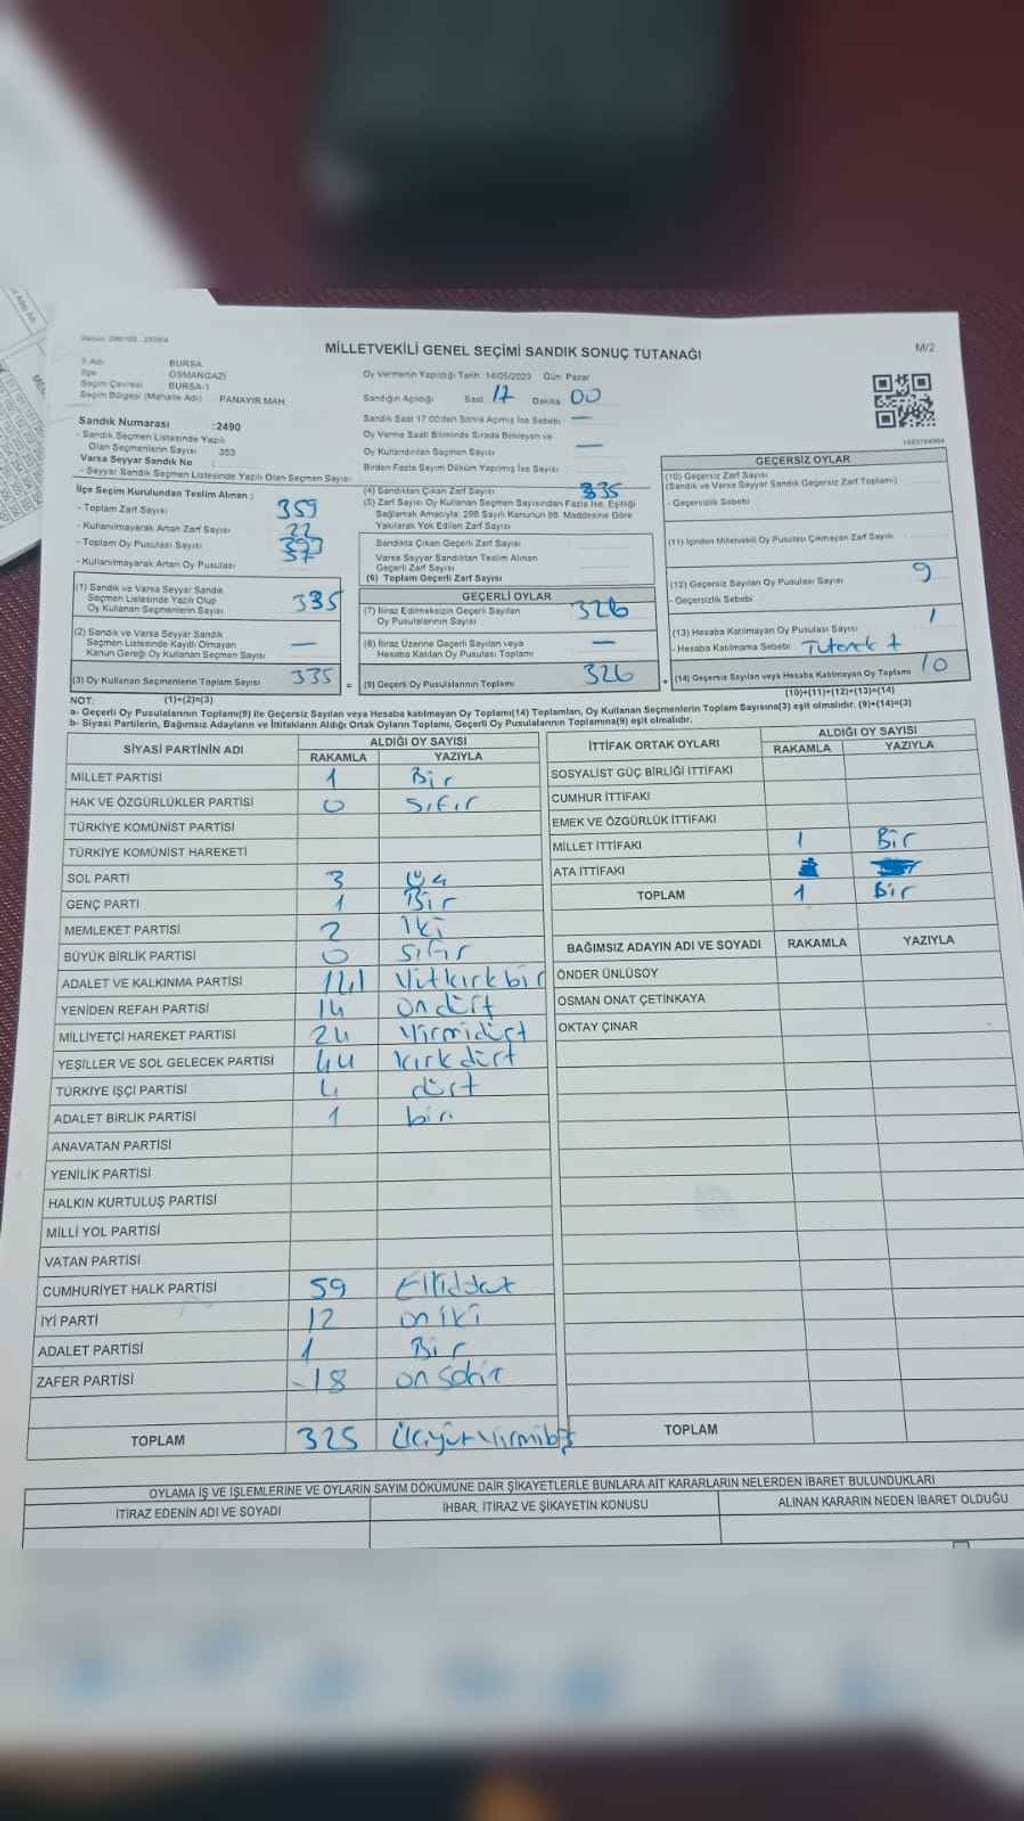 MİLLETVEKİLİ GENEL SEÇİMİ SANDIK SONUÇ TUTANAĞI
M/2
İl Adı BURSA
İlçe OSMANGAZİ
Seçim Çevresi BURSA-1
Seçim Bölgesi (Mahalle Adı) PANAYIR MAH.
Oy Vermenin Yapıldığı Tarih :14/05/2023 Gün: Pazar
Sandığın Açıldığı Saat: 17 Dakika: 00
Sandık Saat 17.00'den Sonra Açılmış İse Sebebi: —
Oy Verme Saati Bitiminde Sırada Bekleyen ve
Oy Kullandırılan Seçmen Sayısı —
Birden Fazla Sayım Döküm Yapılmış İse Sayısı
Sandık Numarası :2490
- Sandık Seçmen Listesinde Yazılı
Olan Seçmenlerin Sayısı 353
Varsa Seyyar Sandık No
- Seyyar Sandık Seçmen Listesinde Yazılı Olan Seçmen Sayısı
İlçe Seçim Kurulundan Teslim Alınan :
- Toplam Zarf Sayısı 359
- Kullanılmayarak Artan Zarf Sayısı
- Toplam Oy Pusulası Sayısı
- Kullanılmayarak Artan Oy Pusulası
(1) Sandık ve Varsa Seyyar Sandık
Seçmen Listesinde Yazılı Olup
Oy Kullanan Seçmenlerin Sayısı 335
(2) Sandık ve Varsa Seyyar Sandık
Seçmen Listesinde Kayıtlı Olmayan
Kanun Gereği Oy Kullanan Seçmen Sayısı —
(3) Oy Kullanan Seçmenlerin Toplam Sayısı 335 =
(4) Sandıktan Çıkan Zarf Sayısı 335
(5) Zarf Sayısı Oy Kullanan Seçmen Sayısından Fazla İse, Eşitliği
Sağlamak Amacıyla; 298 Sayılı Kanunun 98. Maddesine Göre
Yakılarak Yok Edilen Zarf Sayısı
Sandıkta Çıkan Geçerli Zarf Sayısı
Varsa Seyyar Sandıktan Teslim Alınan
Geçerli Zarf Sayısı
(6) Toplam Geçerli Zarf Sayısı
GEÇERLİ OYLAR
(7) İtiraz Edilmeksizin Geçerli Sayılan
Oy Pusulalarının Sayısı 326
(8) İtiraz Üzerine Geçerli Sayılan veya
Hesaba Katılan Oy Pusulası Toplamı —
(9) Geçerli Oy Pusulalarının Toplamı 326 +
GEÇERSİZ OYLAR
(10) Geçersiz Zarf Sayısı
(Sandık ve Varsa Seyyar Sandık Geçersiz Zarf Toplamı)
- Geçersizlik Sebebi
(11) İçinden Milletvekili Oy Pusulası Çıkmayan Zarf Sayısı
(12) Geçersiz Sayılan Oy Pusulası Sayısı 9
- Geçersizlik Sebebi
(13) Hesaba Katılmayan Oy Pusulası Sayısı 1
- Hesaba Katılmama Sebebi
(14) Geçersiz Sayılan veya Hesaba Katılmayan Oy Toplamı 10
(10)+(11)+(12)+(13)=(14)
NOT: (1)+(2)=(3)
a- Geçerli Oy Pusulalarının Toplamı(9) ile Geçersiz Sayılan veya Hesaba katılmayan Oy Toplamı(14) Toplamları, Oy Kullanan Seçmenlerin Toplam Sayısına(3) eşit olmalıdır. (9)+(14)=(3)
b- Siyasi Partilerin, Bağımsız Adayların ve İttifakların Aldığı Ortak Oyların Toplamı, Geçerli Oy Pusulalarının Toplamına(9) eşit olmalıdır.
SİYASİ PARTİNİN ADI ALDIĞI OY SAYISI
RAKAMLA YAZIYLA
MİLLET PARTİSİ 1 Bir
HAK VE ÖZGÜRLÜKLER PARTİSİ 0 Sıfır
TÜRKİYE KOMÜNİST PARTİSİ
TÜRKİYE KOMÜNİST HAREKETİ
SOL PARTİ 3
GENÇ PARTİ 1 Bir
MEMLEKET PARTİSİ 2 İki
BÜYÜK BİRLİK PARTİSİ 0 Sıfır
ADALET VE KALKINMA PARTİSİ 141
YENİDEN REFAH PARTİSİ 14 ondört
MİLLİYETÇİ HAREKET PARTİSİ 24 Yirmidört
YEŞİLLER VE SOL GELECEK PARTİSİ 44 kırkdört
TÜRKİYE İŞÇİ PARTİSİ 4 dört
ADALET BİRLİK PARTİSİ 1 bir
ANAVATAN PARTİSİ
YENİLİK PARTİSİ
HALKIN KURTULUŞ PARTİSİ
MİLLİ YOL PARTİSİ
VATAN PARTİSİ
CUMHURİYET HALK PARTİSİ 59
İYİ PARTİ 12 on iki
ADALET PARTİSİ 1 Bir
ZAFER PARTİSİ 18
TOPLAM 325
İTTİFAK ORTAK OYLARI ALDIĞI OY SAYISI
RAKAMLA YAZIYLA
SOSYALİST GÜÇ BİRLİĞİ İTTİFAKI
CUMHUR İTTİFAKI
EMEK VE ÖZGÜRLÜK İTTİFAKI
MİLLET İTTİFAKI 1 Bir
ATA İTTİFAKI
TOPLAM 1 Bir
BAĞIMSIZ ADAYIN ADI VE SOYADI RAKAMLA YAZIYLA
ÖNDER ÜNLÜSOY
OSMAN ONAT ÇETİNKAYA
OKTAY ÇINAR
TOPLAM
OYLAMA İŞ VE İŞLEMLERİNE VE OYLARIN SAYIM DÖKÜMÜNE DAİR ŞİKAYETLERLE BUNLARA AİT KARARLARIN NELERDEN İBARET BULUNDUKLARI
İTİRAZ EDENİN ADI VE SOYADI İHBAR, İTİRAZ VE ŞİKAYETİN KONUSU ALINAN KARARIN NEDEN İBARET OLDUĞU